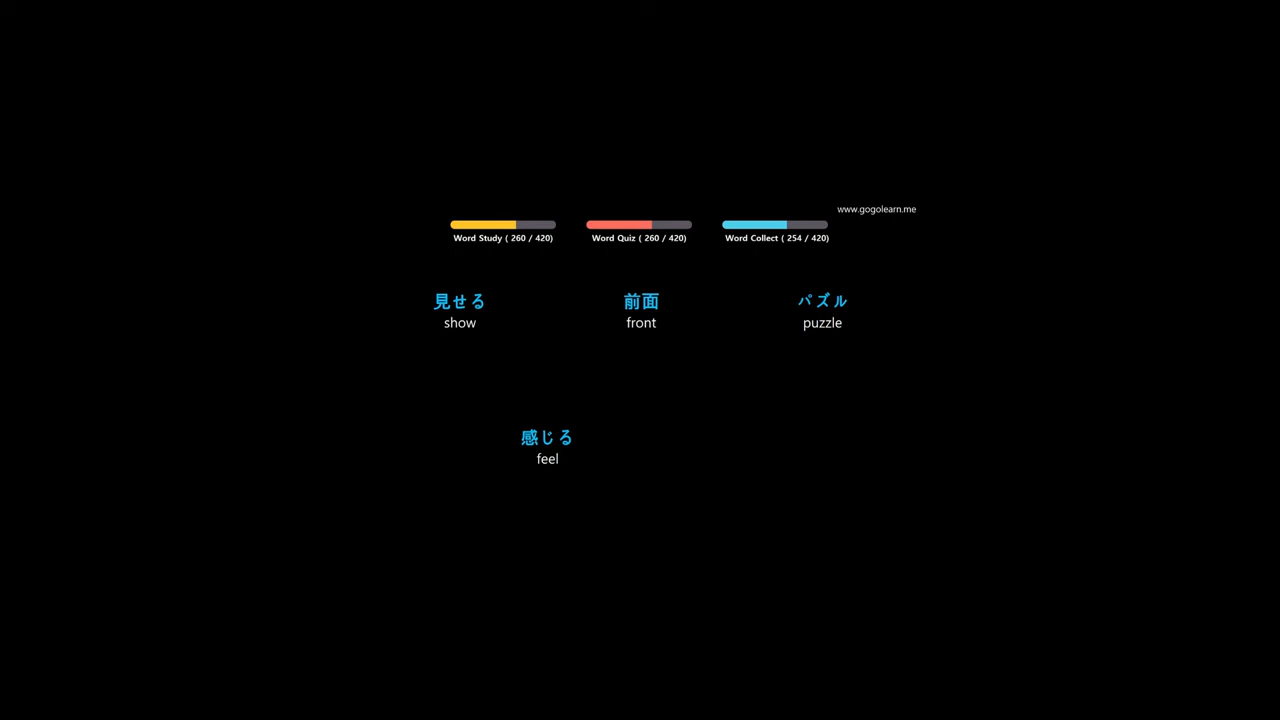 www.gogolearn.me
Word Study ( 260 / 420)
Word Quiz ( 260 / 420)
Word Collect ( 254 / 420)
見せる
show
前面
front
パズル
puzzle
感じる
feel